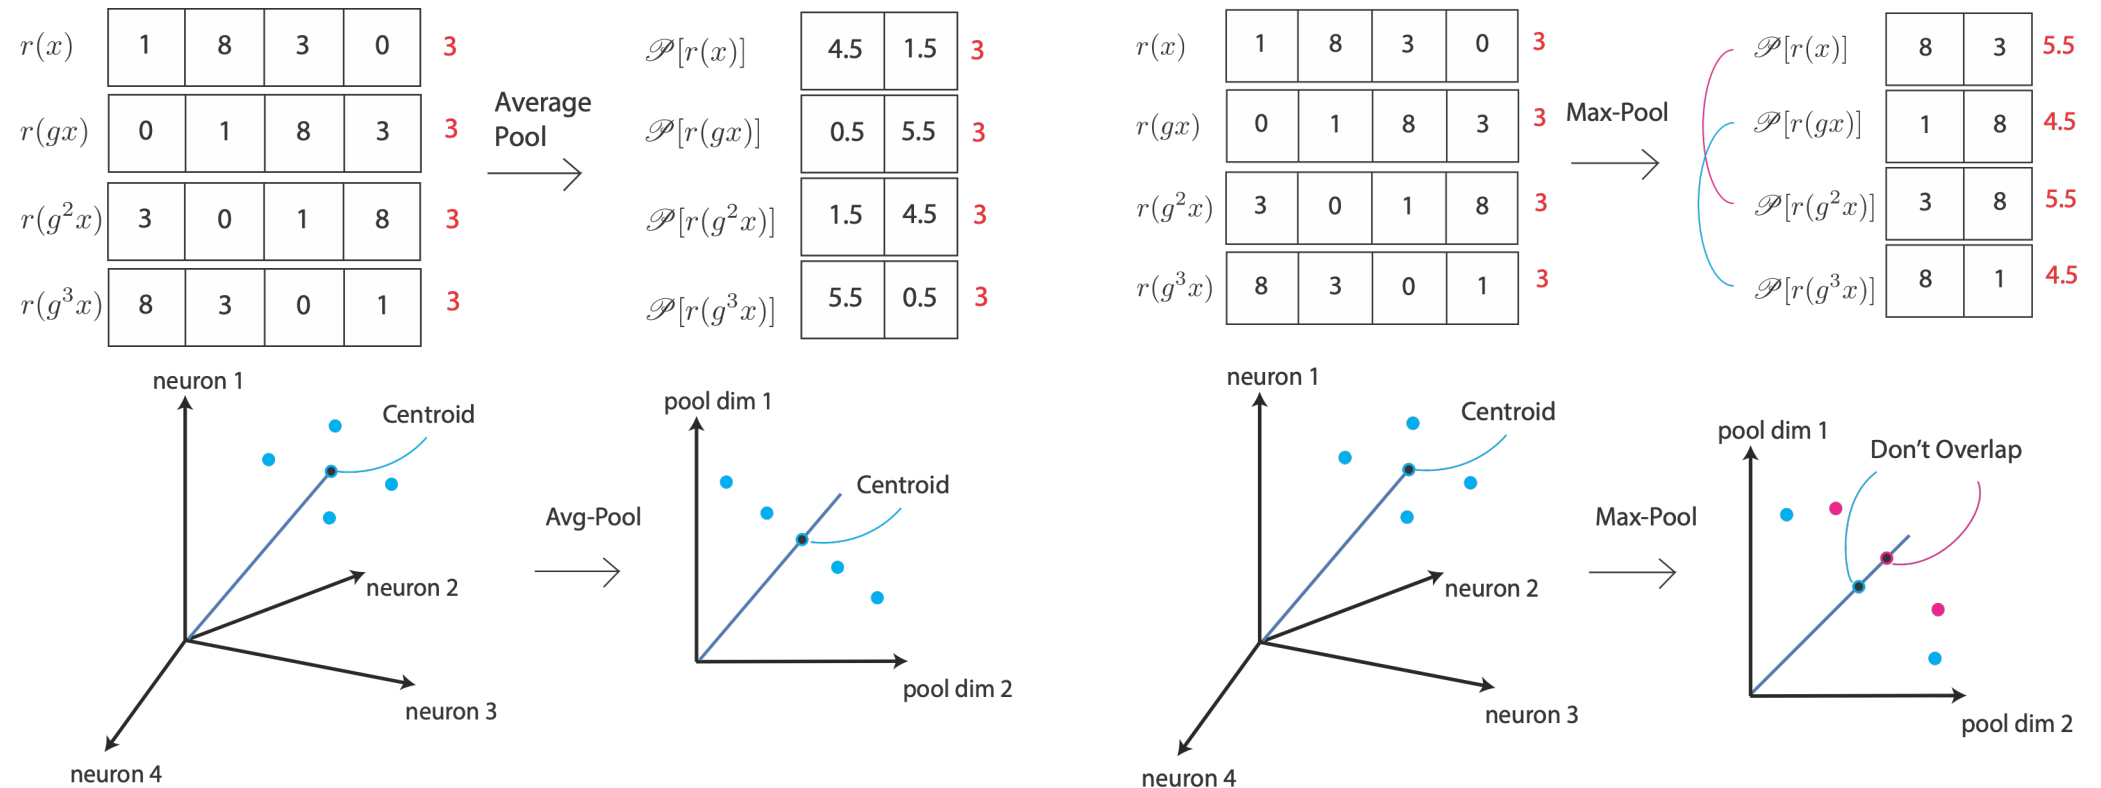 r(x) 1 8 3 0 3
r(gx) 0 1 8 3 3
r(g²x) 3 0 1 8 3
r(g³x) 8 3 0 1 3
Average
Pool
𝒫[r(x)] 4.5 1.5 3
𝒫[r(gx)] 0.5 5.5 3
𝒫[r(g²x)] 1.5 4.5 3
𝒫[r(g³x)] 5.5 0.5 3
neuron 1
Centroid
neuron 2
neuron 3
neuron 4
Avg-Pool
pool dim 1
Centroid
pool dim 2
r(x) 1 8 3 0 3
r(gx) 0 1 8 3 3
r(g²x) 3 0 1 8 3
r(g³x) 8 3 0 1 3
Max-Pool
𝒫[r(x)] 8 3 5.5
𝒫[r(gx)] 1 8 4.5
𝒫[r(g²x)] 3 8 5.5
𝒫[r(g³x)] 8 1 4.5
neuron 1
Centroid
neuron 2
neuron 3
neuron 4
Max-Pool
pool dim 1
Don't Overlap
pool dim 2